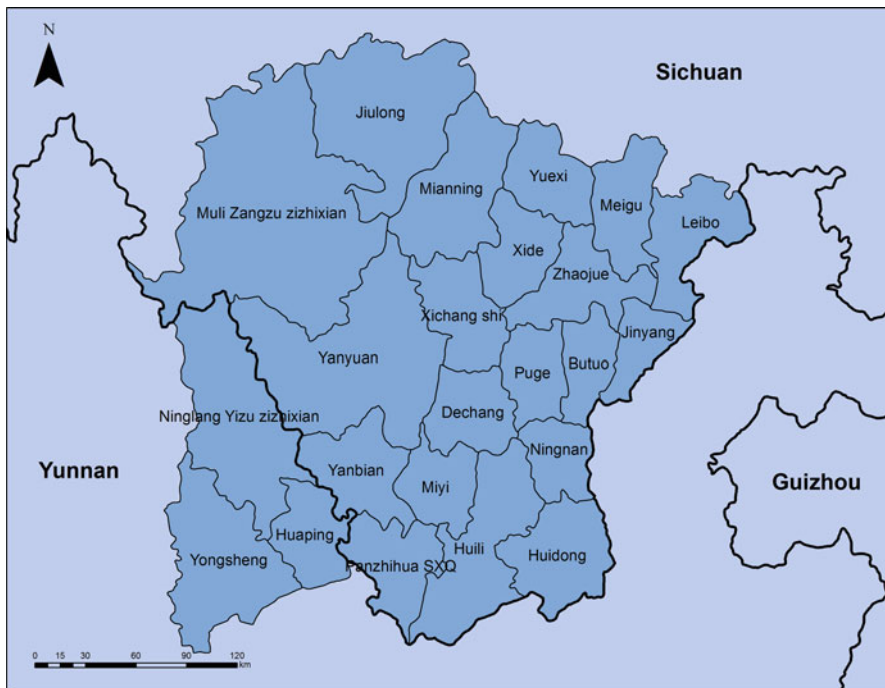 N
Sichuan
Jiulong
Mianning
Yuexi
Meigu
Muli Zangzu zizhixian
Leibo
Xide
Zhaojue
Xichang shi
Jinyang
Yanyuan
Butuo
Puge
Ninglang Yizu zizhixian
Dechang
Ningnan
Yunnan
Yanbian
Miyi
Guizhou
Huaping
Huili
Huidong
Yongsheng
Panzhihua SXQ
0 15 30 60 90 120
km